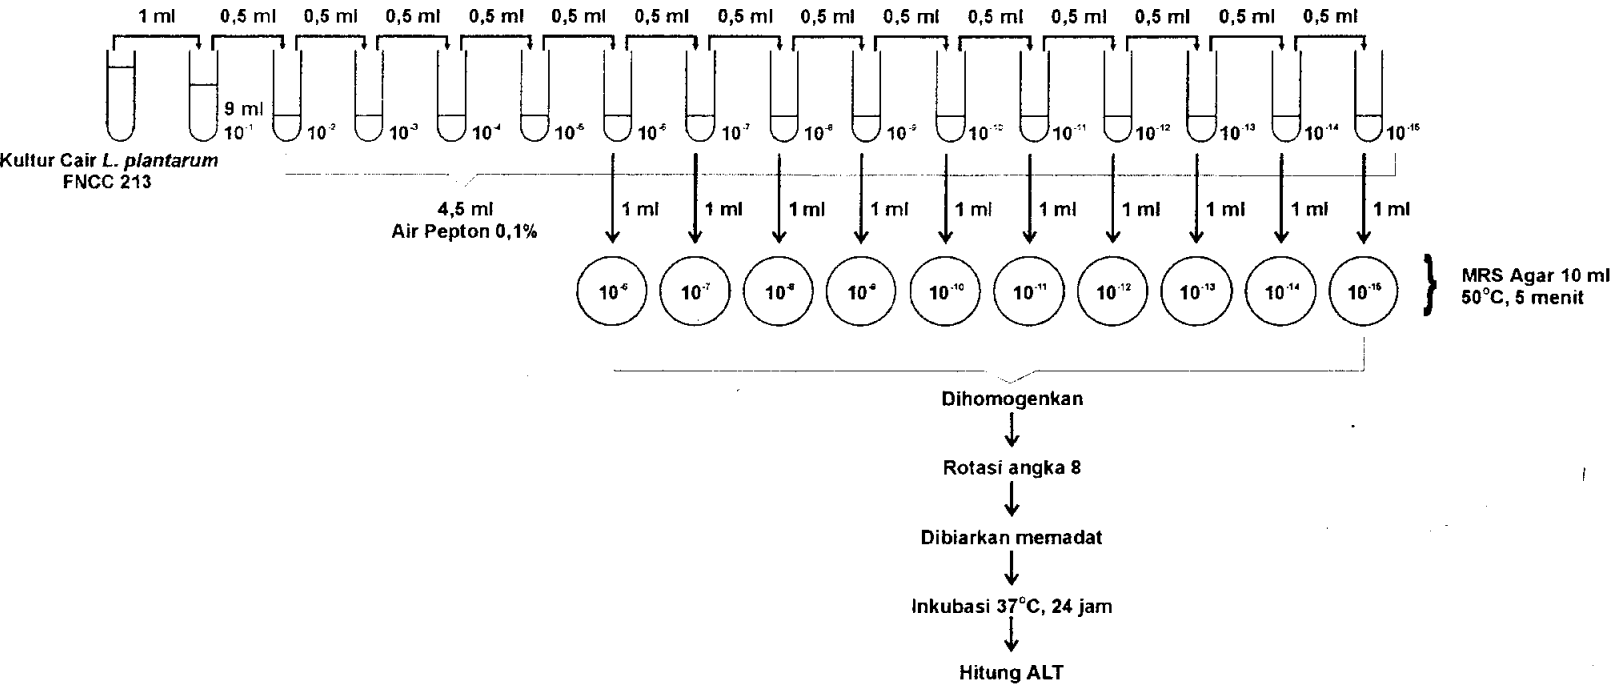 1 ml 0,5 ml 0,5 ml 0,5 ml 0,5 ml 0,5 ml 0,5 ml 0,5 ml 0,5 ml 0,5 ml 0,5 ml 0,5 ml 0,5 ml 0,5 ml 0,5 ml
9 ml
10⁻¹ 10⁻² 10⁻³ 10⁻⁴ 10⁻⁵ 10⁻⁶ 10⁻⁷ 10⁻⁸ 10⁻⁹ 10⁻¹⁰ 10⁻¹¹ 10⁻¹² 10⁻¹³ 10⁻¹⁴ 10⁻¹⁵
Kultur Cair L. plantarum
FNCC 213
4,5 ml
Air Pepton 0,1%
1 ml 1 ml 1 ml 1 ml 1 ml 1 ml 1 ml 1 ml 1 ml 1 ml
10⁻⁶ 10⁻⁷ 10⁻⁸ 10⁻⁹ 10⁻¹⁰ 10⁻¹¹ 10⁻¹² 10⁻¹³ 10⁻¹⁴ 10⁻¹⁵
MRS Agar 10 ml
50°C, 5 menit
Dihomogenkan
Rotasi angka 8
Dibiarkan memadat
Inkubasi 37°C, 24 jam
Hitung ALT